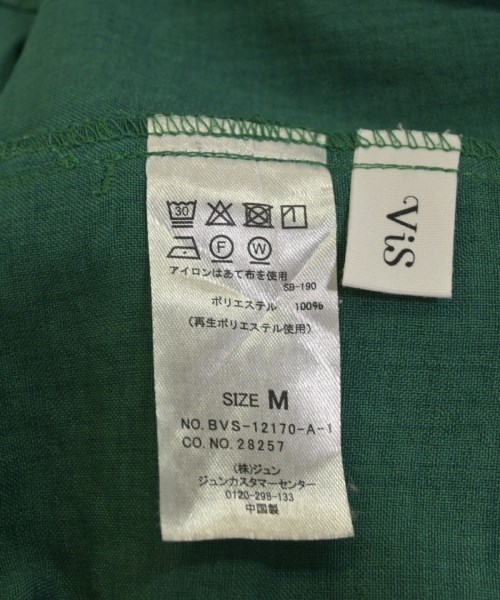 30
1
F W
アイロンはあて布を使用
SB-190
ポリエステル 100%
(再生ポリエステル使用)
SIZE M
NO.BVS-12170-A-1
CO.NO.28257
(株)ジュン
ジュンカスタマーセンター
0120-298-133
中国製
ViS